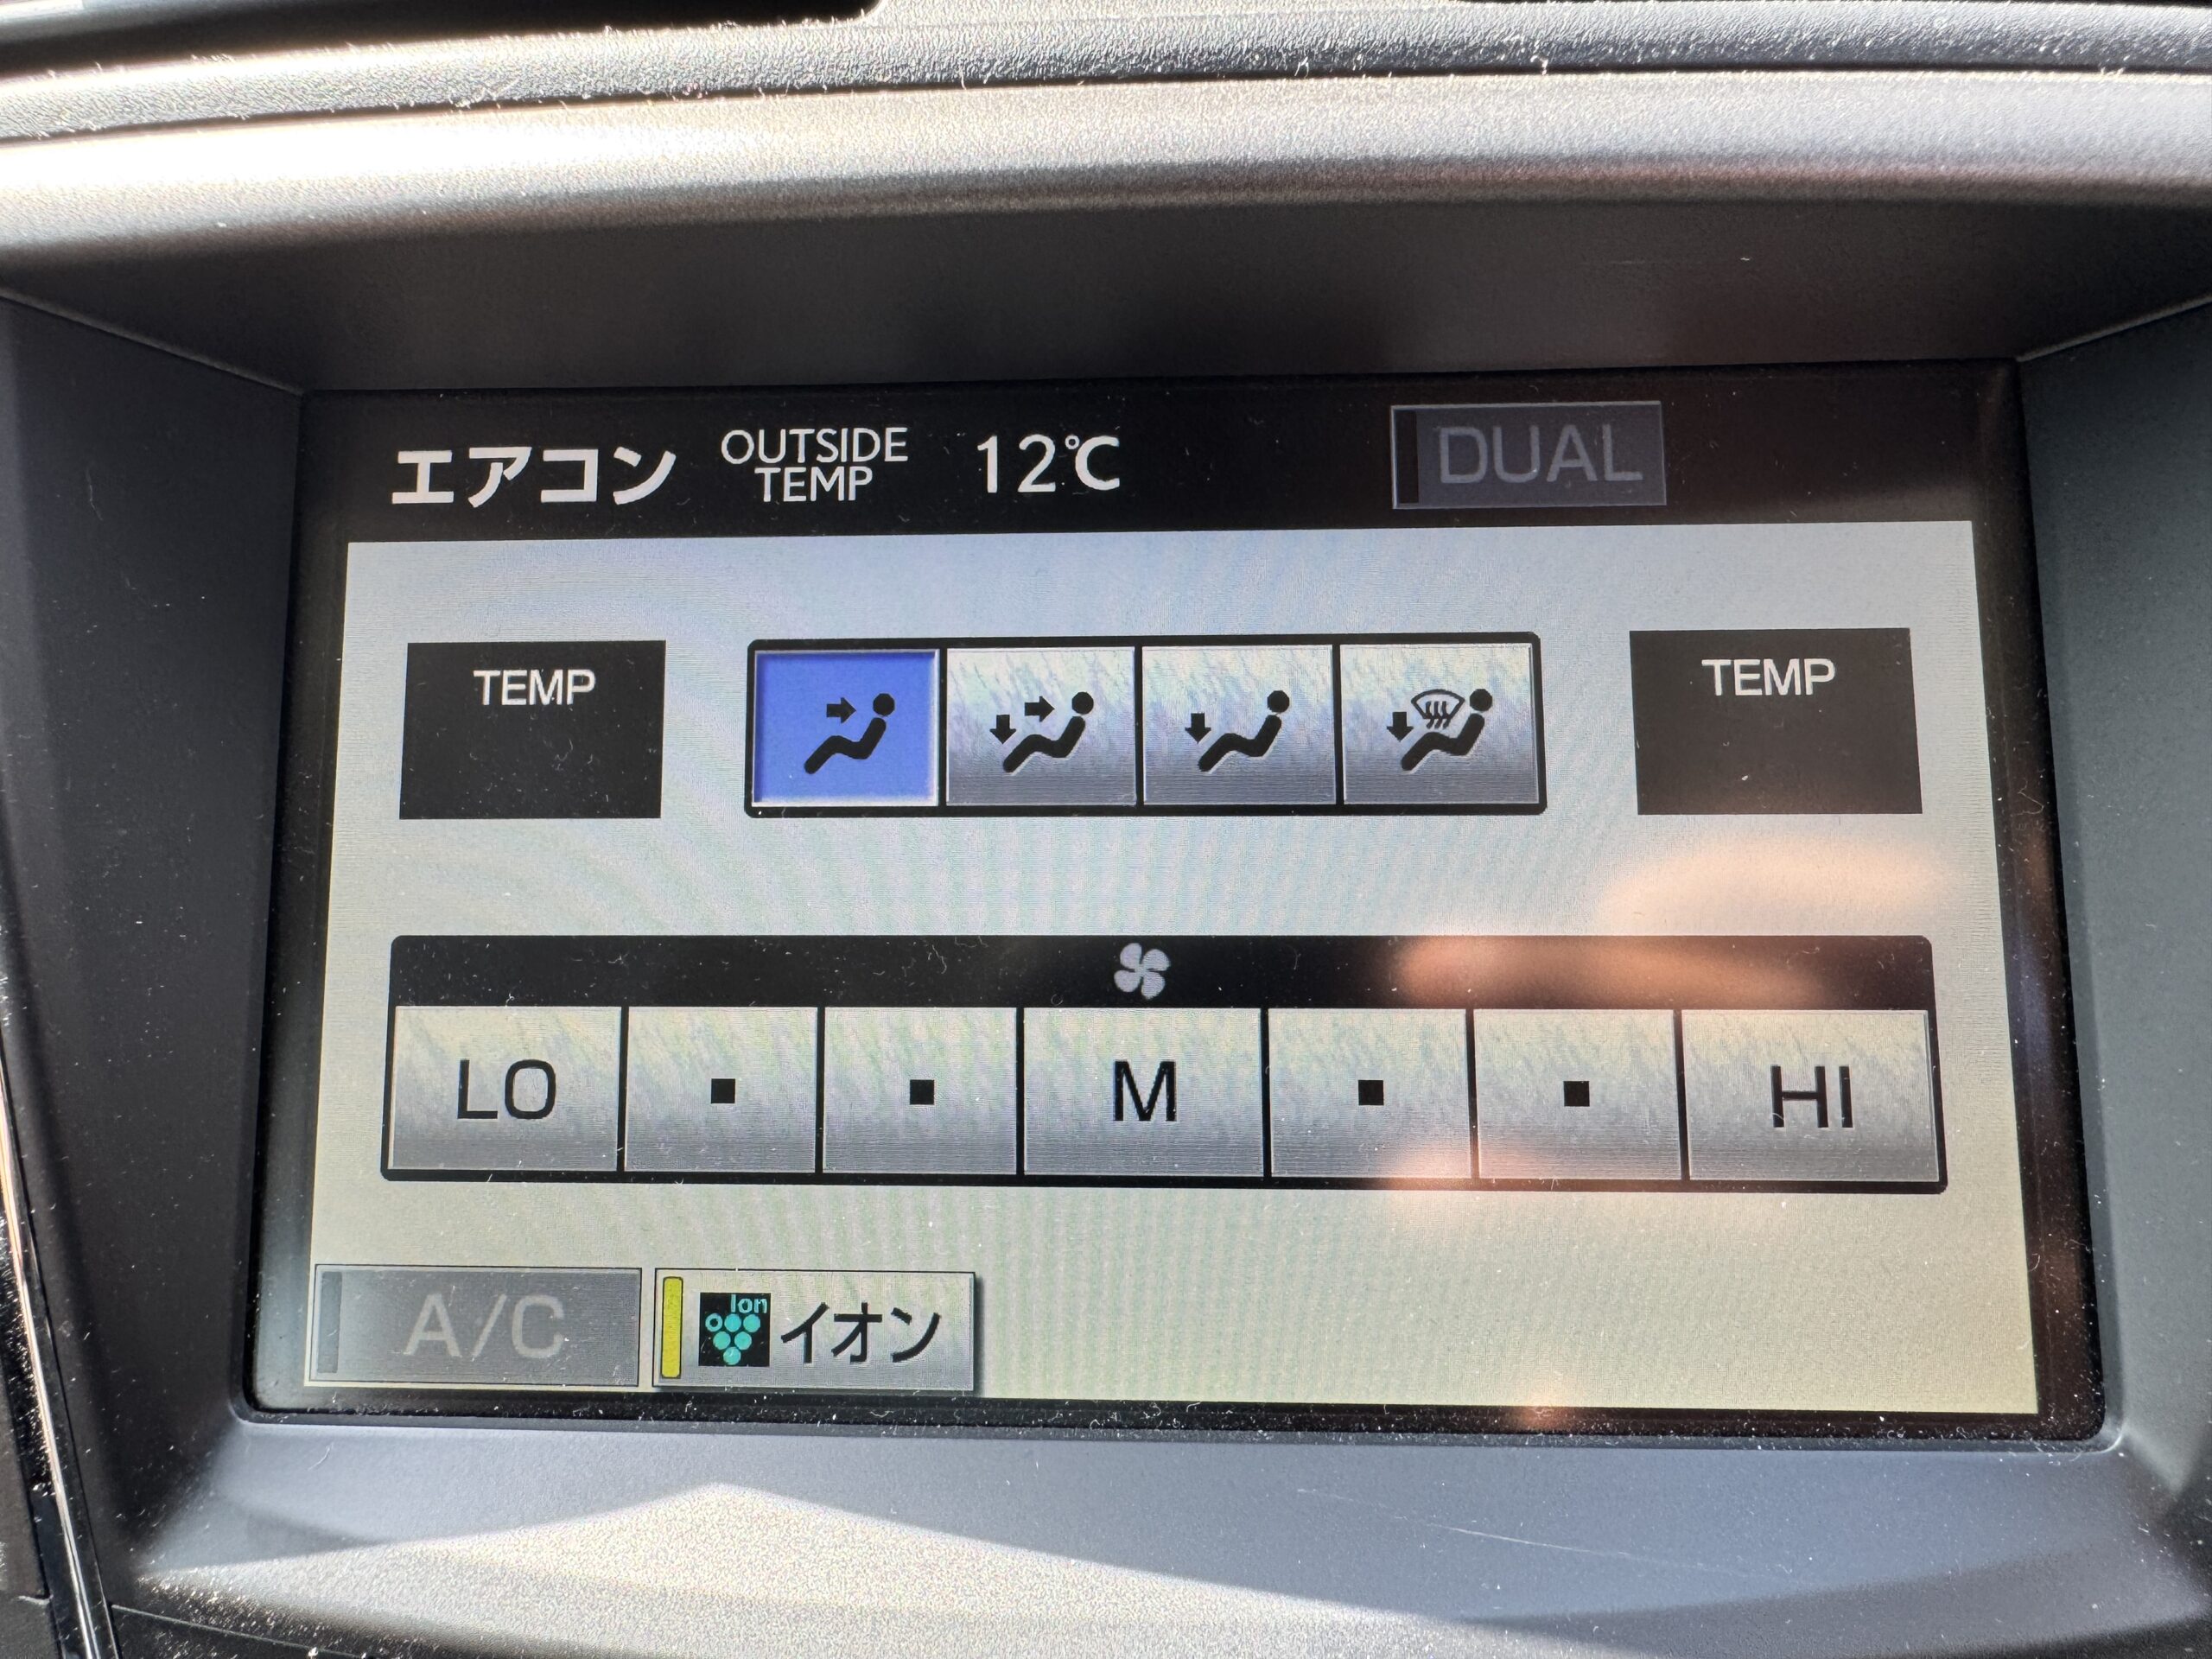 エアコン OUTSIDE TEMP 12℃ DUAL
TEMP TEMP
LO M HI
A/C Ion イオン